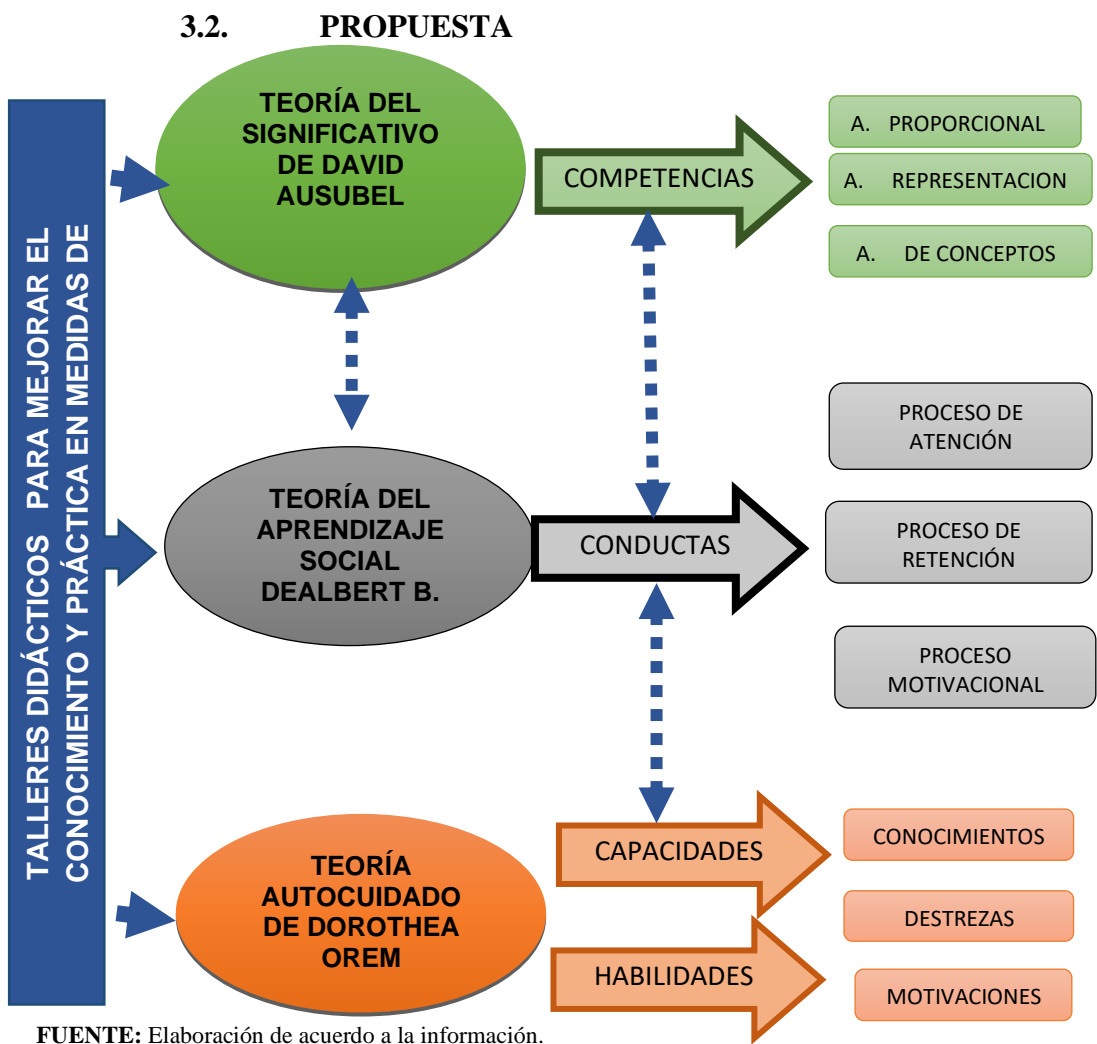 3.2. PROPUESTA
TALLERES DIDÁCTICOS PARA MEJORAR EL
CONOCIMIENTO Y PRÁCTICA EN MEDIDAS DE
TEORÍA DEL
SIGNIFICATIVO
DE DAVID
AUSUBEL
COMPETENCIAS
A. PROPORCIONAL
A. REPRESENTACION
A. DE CONCEPTOS
TEORÍA DEL
APRENDIZAJE
SOCIAL
DEALBERT B.
CONDUCTAS
PROCESO DE
ATENCIÓN
PROCESO DE
RETENCIÓN
PROCESO
MOTIVACIONAL
TEORÍA
AUTOCUIDADO
DE DOROTHEA
OREM
CAPACIDADES
HABILIDADES
CONOCIMIENTOS
DESTREZAS
MOTIVACIONES
FUENTE: Elaboración de acuerdo a la información.